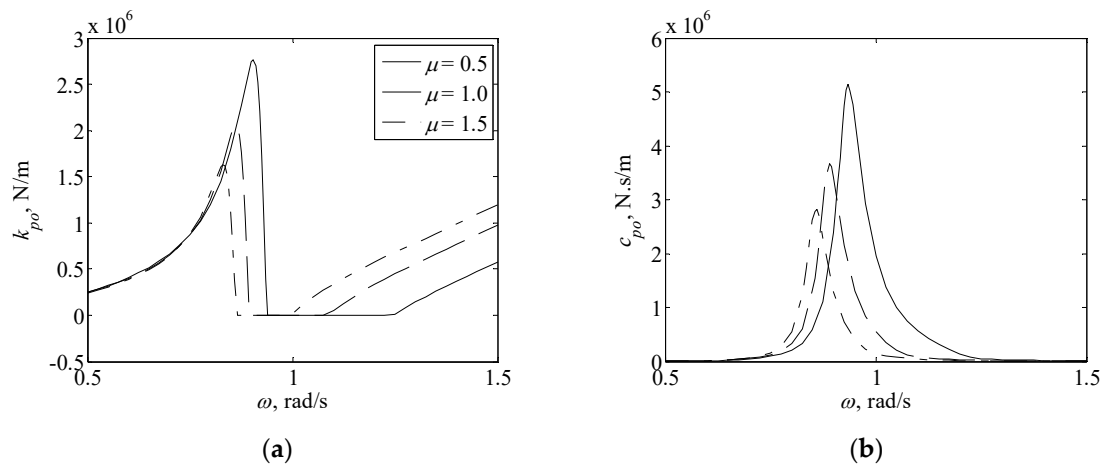 x 10^6
3
2.5
2
1.5
1
0.5
0
-0.5
k_po, N/m
0.5 1 1.5
ω, rad/s
μ = 0.5
μ = 1.0
μ = 1.5
(a)
x 10^6
6
5
4
3
2
1
0
c_po, N.s/m
0.5 1 1.5
ω, rad/s
(b)